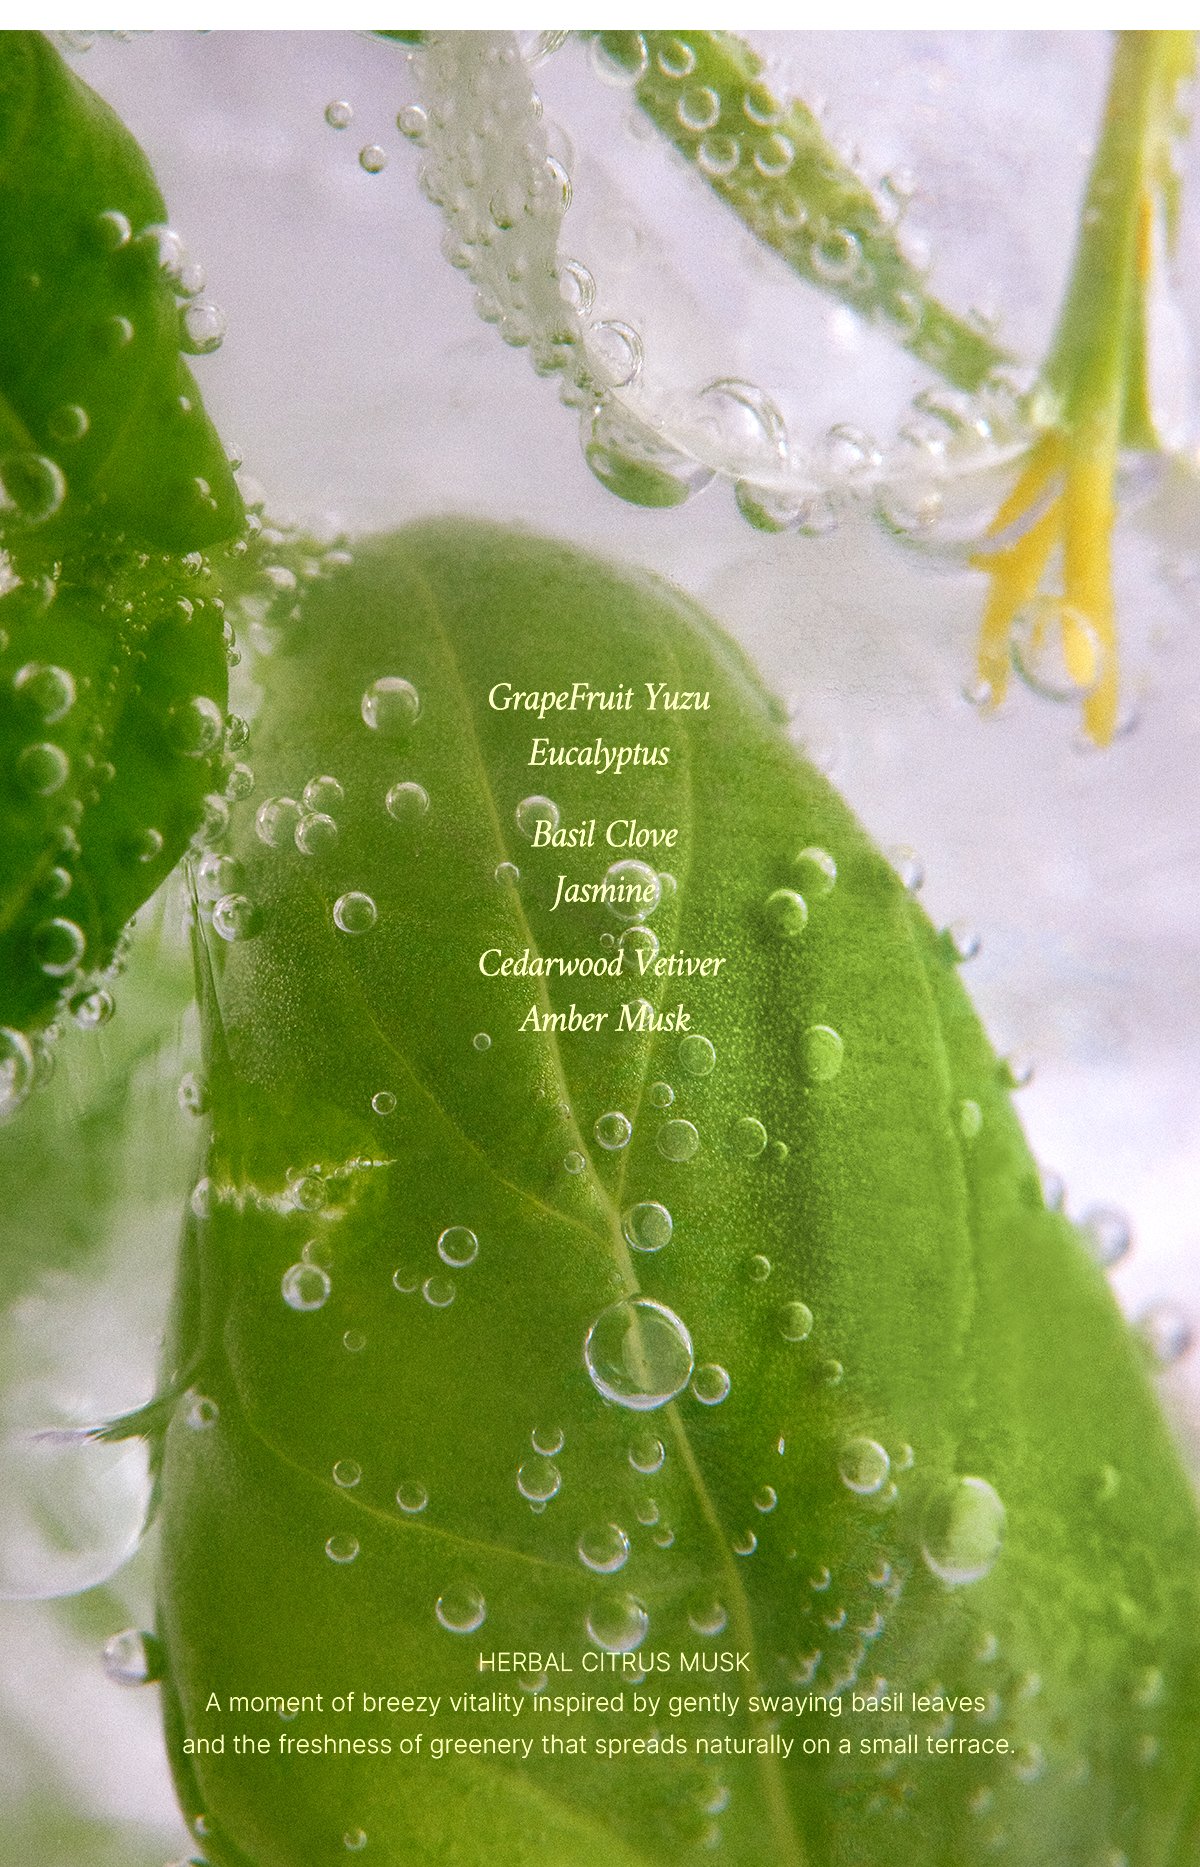 GrapeFruit Yuzu
Eucalyptus
Basil Clove
Jasmine
Cedarwood Vetiver
Amber Musk
HERBAL CITRUS MUSK
A moment of breezy vitality inspired by gently swaying basil leaves
and the freshness of greenery that spreads naturally on a small terrace.